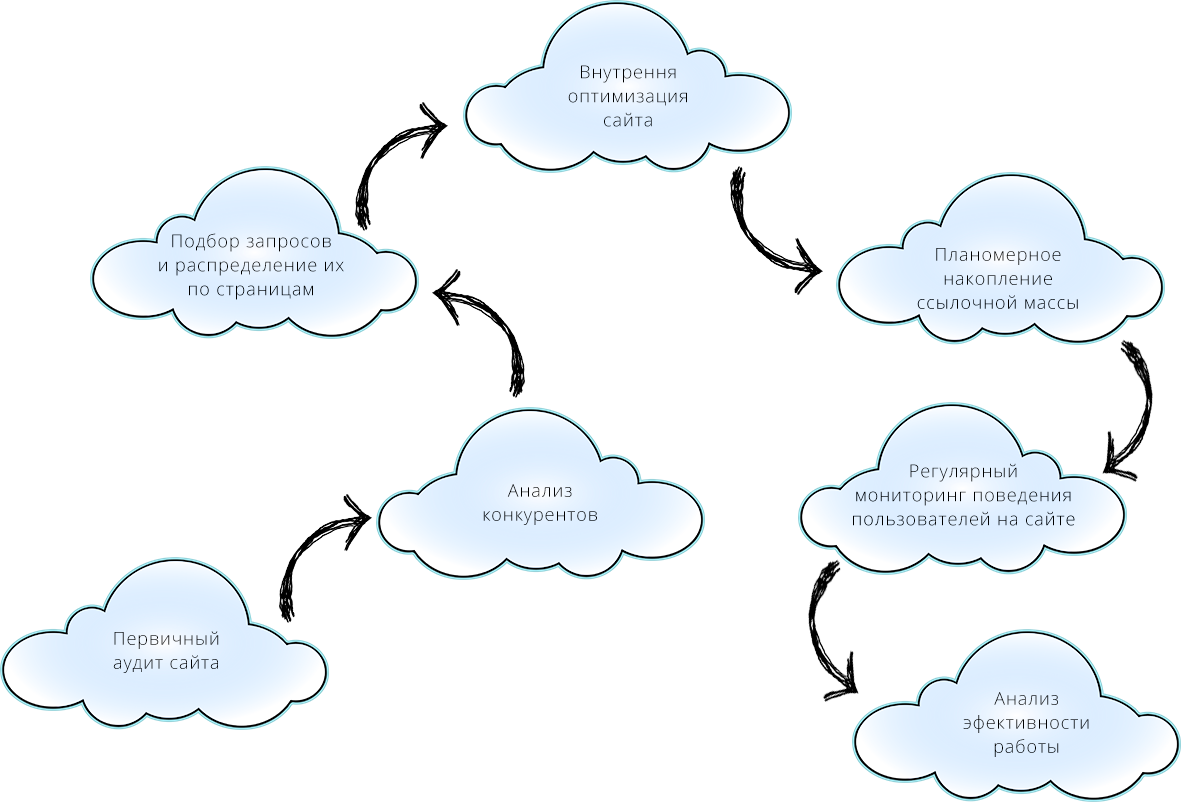 Внутрення
оптимизация
сайта
Подбор запросов
и распределение их
по страницам
Планомерное
накопление
ссылочной массы
Анализ
конкурентов
Регулярный
мониторинг поведения
пользователей на сайте
Первичный
аудит сайта
Анализ
эфективности
работы